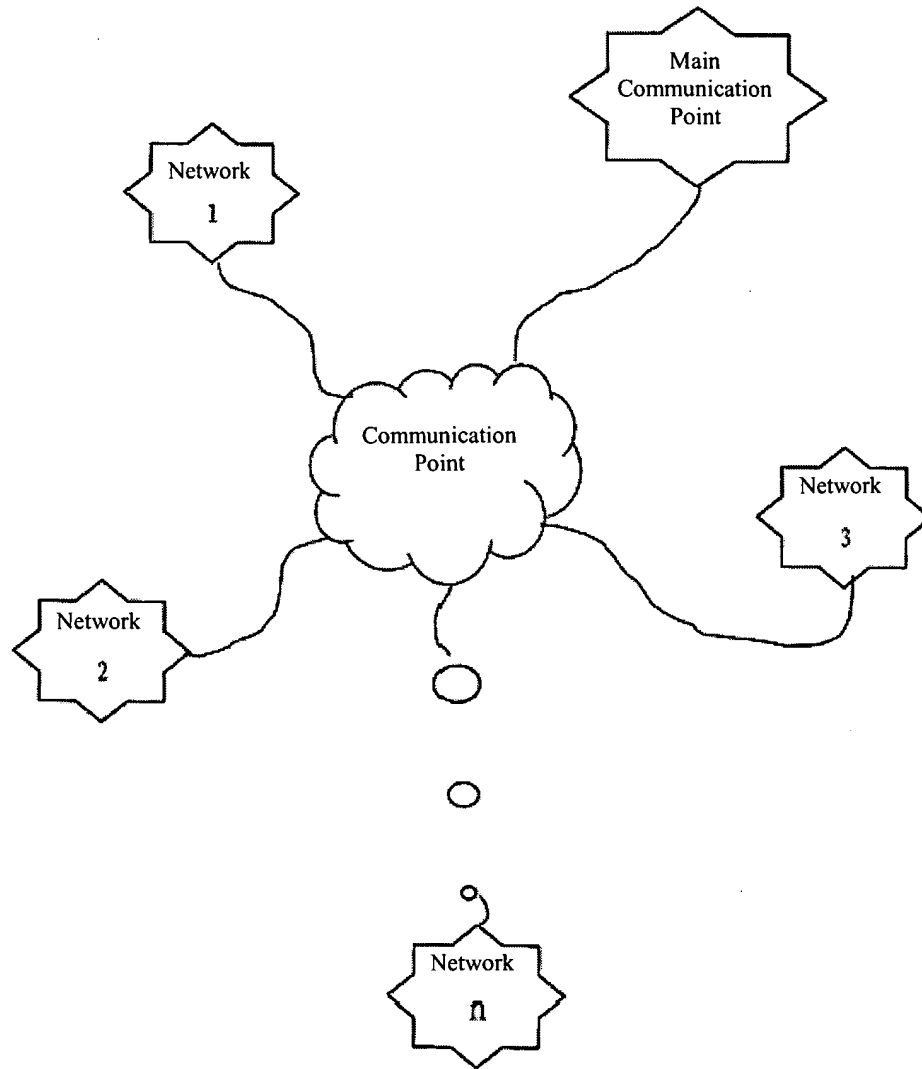 Main
Communication
Point
Network
1
Communication
Point
Network
3
Network
2
Network
n